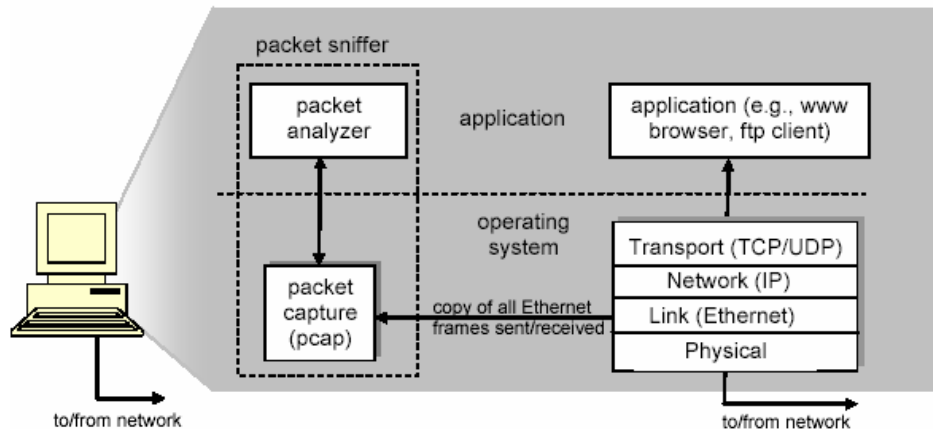 packet sniffer
packet
analyzer
application
application (e.g., www
browser, ftp client)
operating
system
packet
capture
(pcap)
copy of all Ethernet
frames sent/received
Transport (TCP/UDP)
Network (IP)
Link (Ethernet)
Physical
to/from network
to/from network